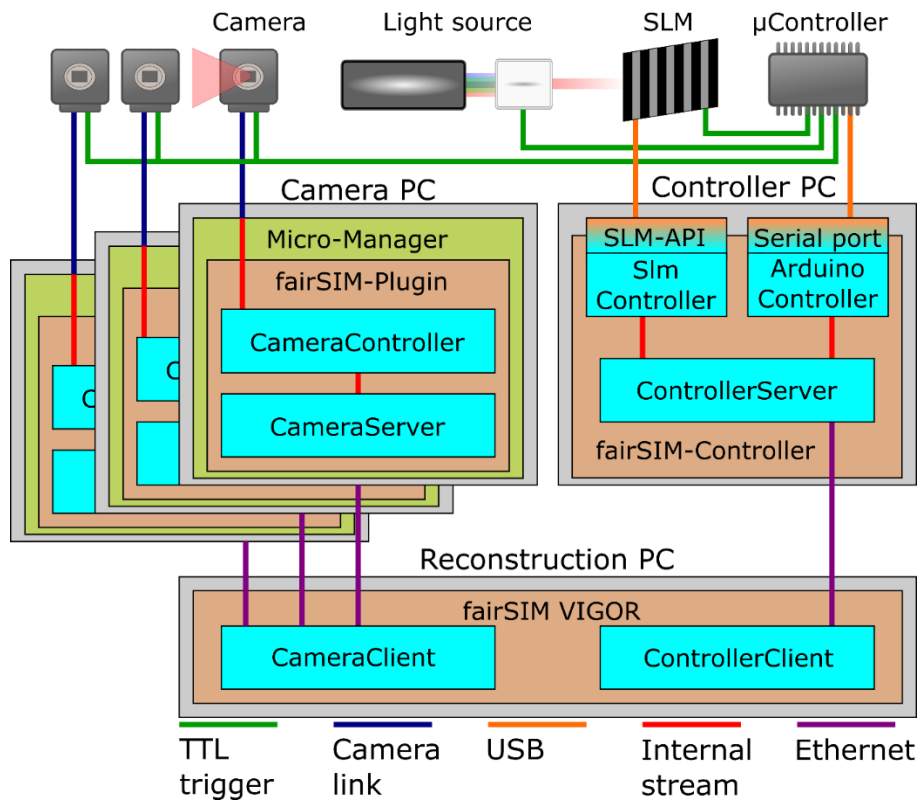 Camera
Light source
SLM
µController
Camera PC
Controller PC
Micro-Manager
fairSIM-Plugin
CameraController
CameraServer
C
C
SLM-API
Slm
Controller
Serial port
Arduino
Controller
ControllerServer
fairSIM-Controller
Reconstruction PC
fairSIM VIGOR
CameraClient
ControllerClient
TTL
trigger
Camera
link
USB
Internal
stream
Ethernet